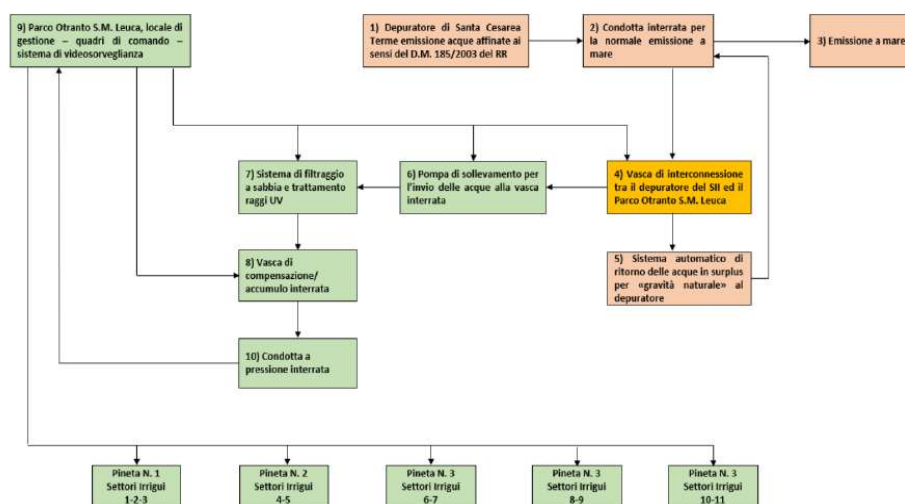 9) Parco Otranto S.M. Leuca, locale di
gestione – quadri di comando –
sistema di videosorveglianza
1) Depuratore di Santa Cesarea
Terme emissione acque affinate ai
sensi del D.M. 185/2003 del RR
2) Condotta interrata per
la normale emissione a
mare
3) Emissione a mare
7) Sistema di filtraggio
a sabbia e trattamento
raggi UV
6) Pompa di sollevamento per
l'invio delle acque alla vasca
interrata
4) Vasca di interconnessione
tra il depuratore del SII ed il
Parco Otranto S.M. Leuca
8) Vasca di
compensazione/
accumulo interrata
5) Sistema automatico di
ritorno delle acque in surplus
per «gravità naturale» al
depuratore
10) Condotta a
pressione interrata
Pineta N. 1
Settori Irrigui
1-2-3
Pineta N. 2
Settori Irrigui
4-5
Pineta N. 3
Settori Irrigui
6-7
Pineta N. 3
Settori Irrigui
8-9
Pineta N. 3
Settori Irrigui
10-11